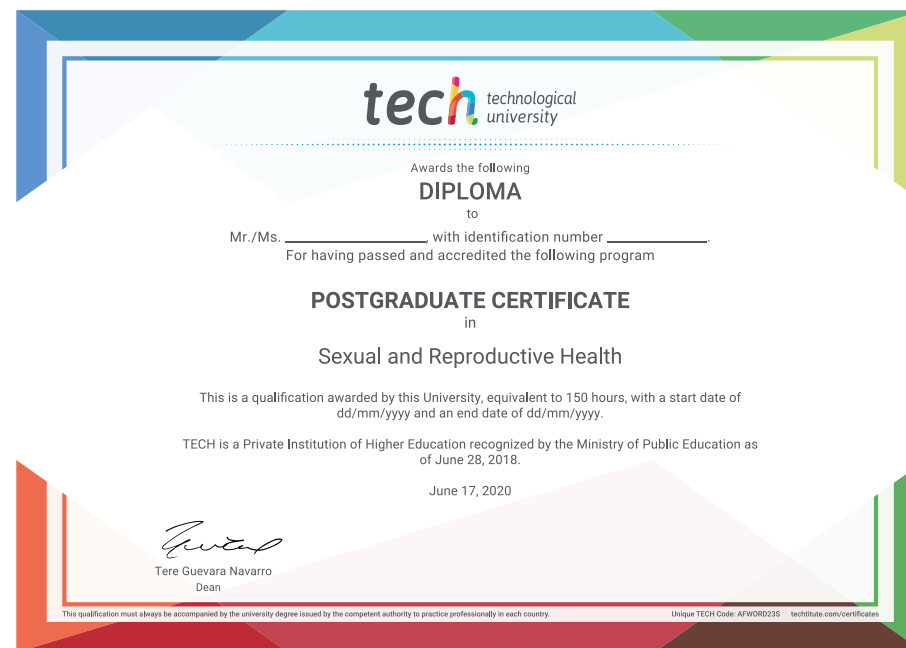 tech technological
university
Awards the following
DIPLOMA
to
Mr./Ms. ____________, with identification number ____________.
For having passed and accredited the following program
POSTGRADUATE CERTIFICATE
in
Sexual and Reproductive Health
This is a qualification awarded by this University, equivalent to 150 hours, with a start date of
dd/mm/yyyy and an end date of dd/mm/yyyy.
TECH is a Private Institution of Higher Education recognized by the Ministry of Public Education as
of June 28, 2018.
June 17, 2020
Tere Guevara Navarro
Dean
This qualification must always be accompanied by the university degree issued by the competent authority to practice professionally in each country.
Unique TECH Code: AFWORD23S techtitute.com/certificates